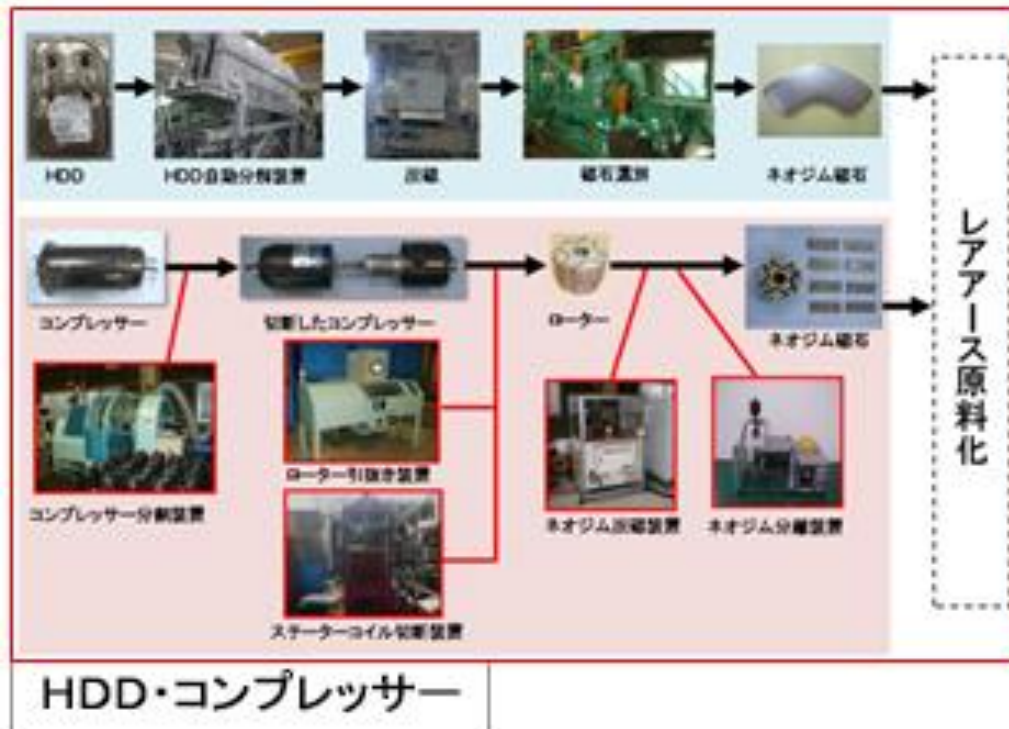 HDD
HDD自動分解装置
脱磁
磁石選別
ネオジム磁石
コンプレッサー
切断したコンプレッサー
ローター
ネオジム磁石
コンプレッサー分割装置
ローター引抜き装置
ステーターコイル切断装置
ネオジム脱磁装置
ネオジム分離装置
レアアース原料化
HDD・コンプレッサー